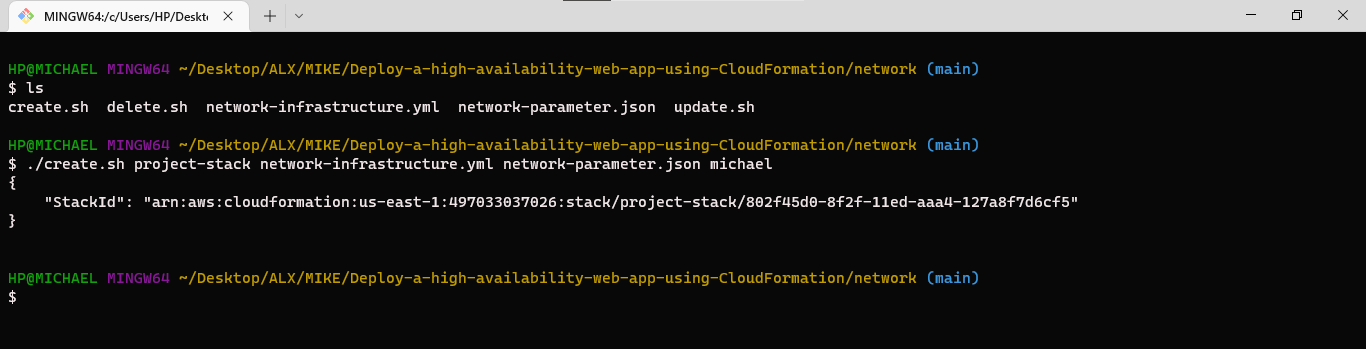 MINGW64:/c/Users/HP/Deskt
HP@MICHAEL MINGW64 ~/Desktop/ALX/MIKE/Deploy-a-high-availability-web-app-using-CloudFormation/network (main)
$ ls
create.sh  delete.sh  network-infrastructure.yml  network-parameter.json  update.sh
HP@MICHAEL MINGW64 ~/Desktop/ALX/MIKE/Deploy-a-high-availability-web-app-using-CloudFormation/network (main)
$ ./create.sh project-stack network-infrastructure.yml network-parameter.json michael
{
    "StackId": "arn:aws:cloudformation:us-east-1:497033037026:stack/project-stack/802f45d0-8f2f-11ed-aaa4-127a8f7d6cf5"
}
HP@MICHAEL MINGW64 ~/Desktop/ALX/MIKE/Deploy-a-high-availability-web-app-using-CloudFormation/network (main)
$